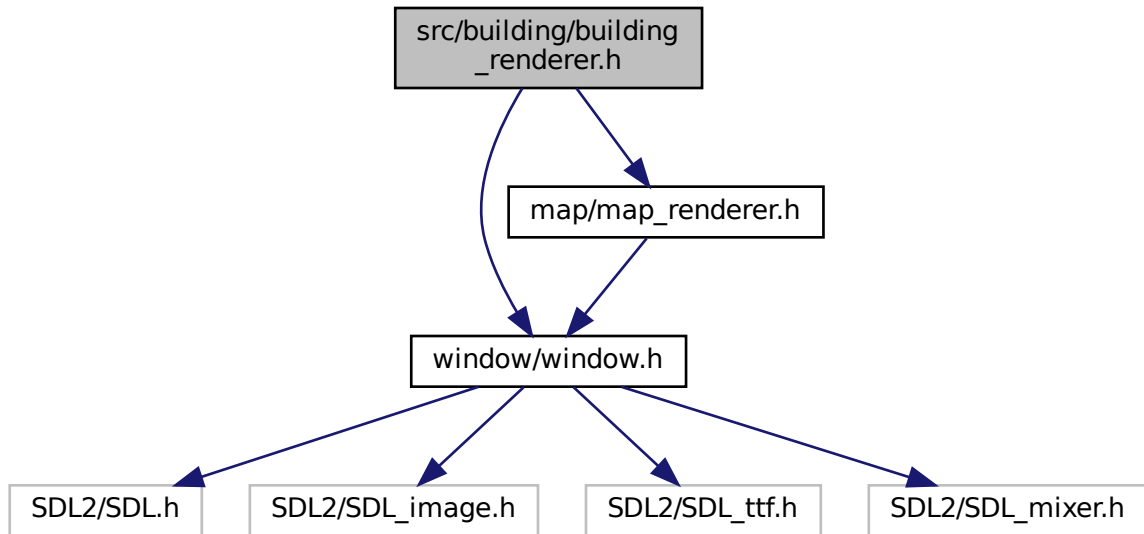 src/building/building
_renderer.h
map/map_renderer.h
window/window.h
SDL2/SDL.h
SDL2/SDL_image.h
SDL2/SDL_ttf.h
SDL2/SDL_mixer.h